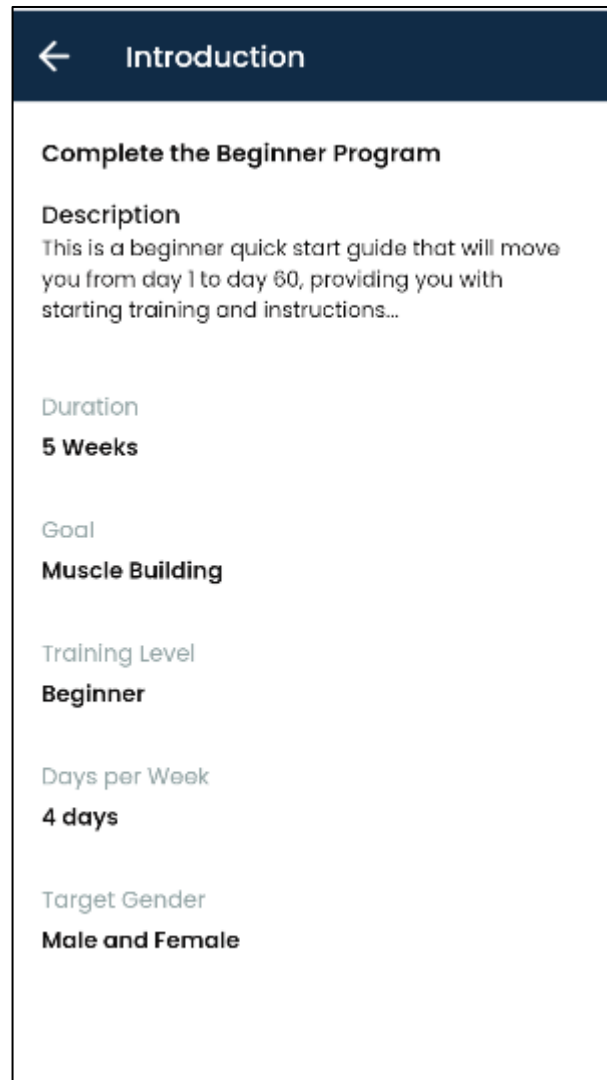 Introduction
Complete the Beginner Program
Description
This is a beginner quick start guide that will move
you from day 1 to day 60, providing you with
starting training and instructions...
Duration
5 Weeks
Goal
Muscle Building
Training Level
Beginner
Days per Week
4 days
Target Gender
Male and Female